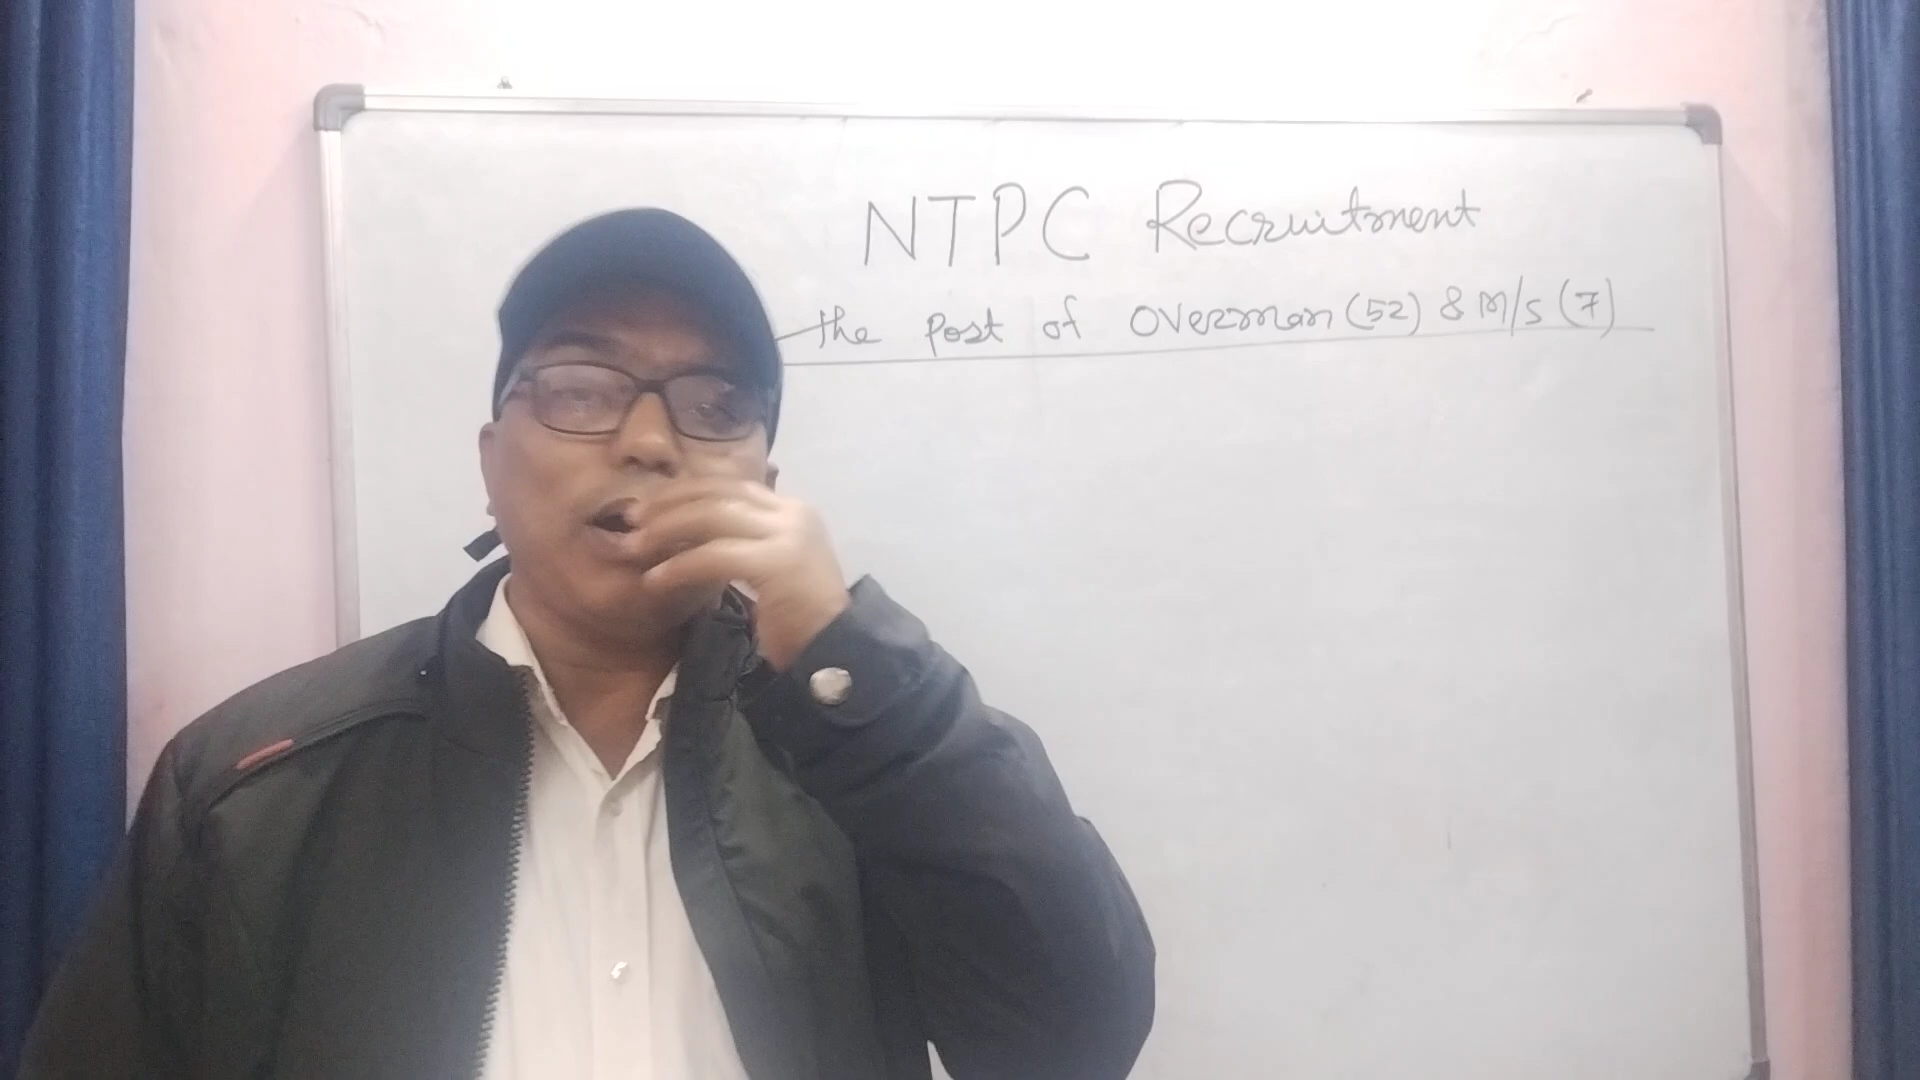 NTPC Recruitment
the post of Overman (52) & M/s (7)